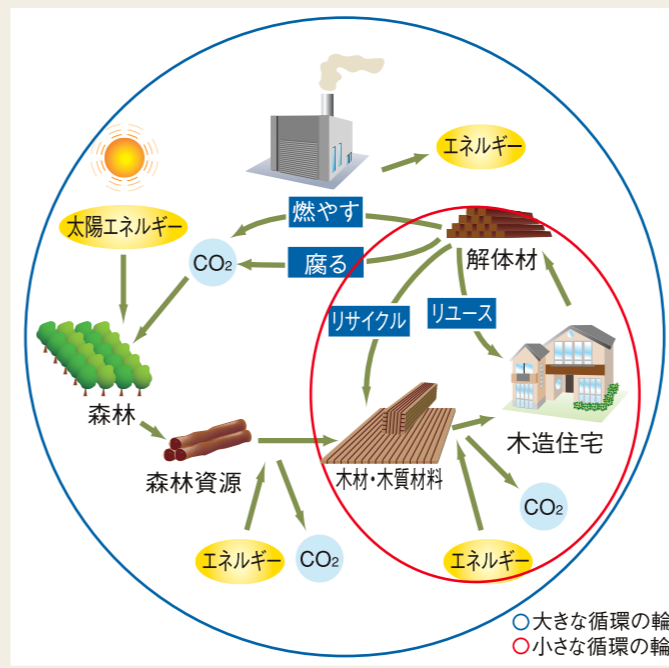 エネルギー
太陽エネルギー
燃やす
CO₂
腐る
解体材
リサイクル
リユース
森林
森林資源
木材・木質材料
木造住宅
CO₂
エネルギー
CO₂
エネルギー
○大きな循環の輪
○小さな循環の輪